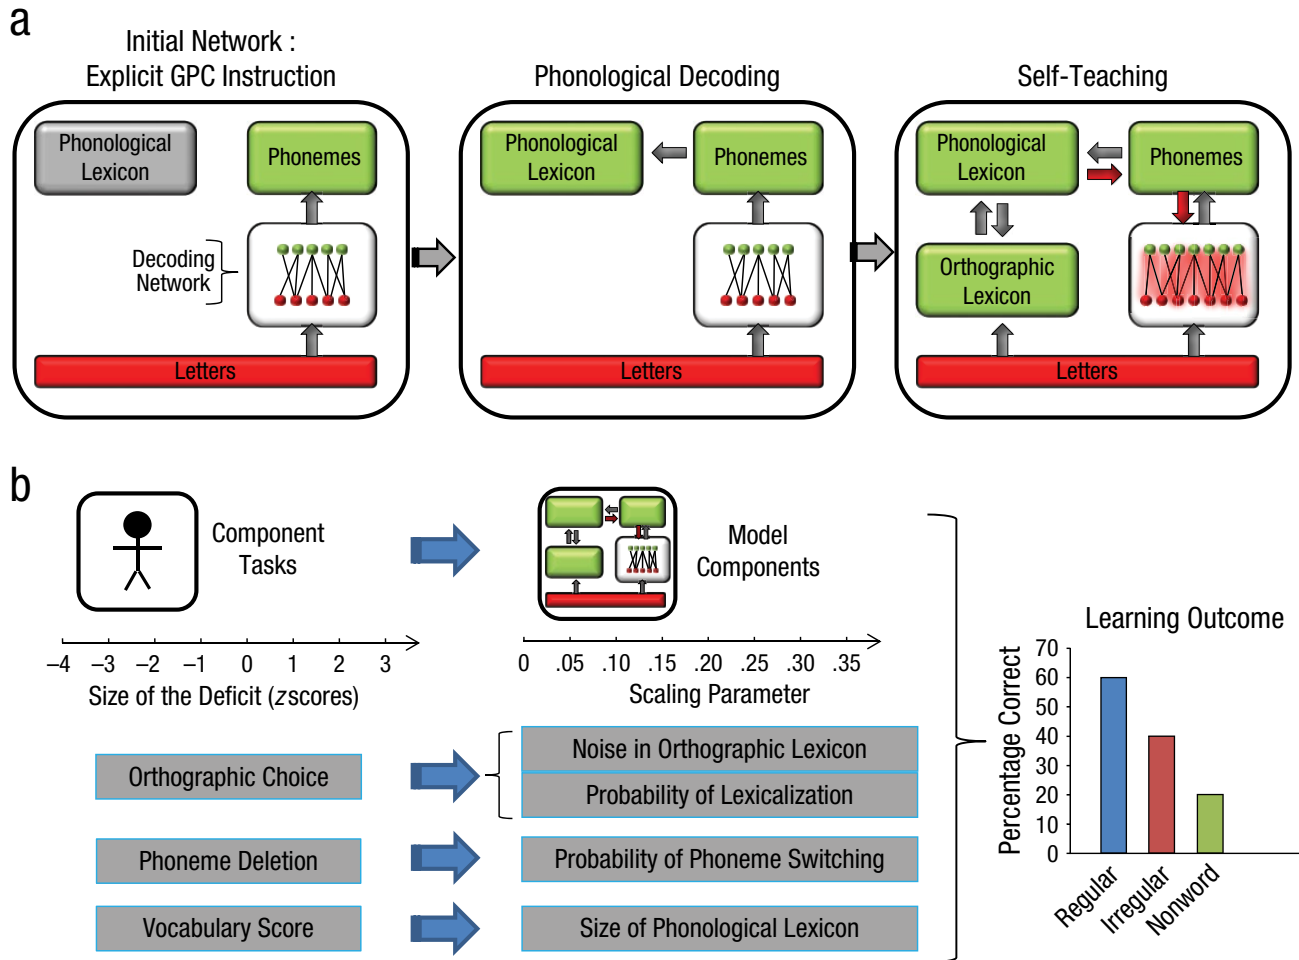 a
Initial Network :
Explicit GPC Instruction
Phonological Decoding
Self-Teaching
Phonological
Lexicon
Phonemes
Decoding
Network
Letters
Phonological
Lexicon
Phonemes
Letters
Phonological
Lexicon
Phonemes
Orthographic
Lexicon
Letters
b
Component
Tasks
Model
Components
–4 –3 –2 –1 0 1 2 3
Size of the Deficit (z scores)
0 .05 .10 .15 .20 .25 .30 .35
Scaling Parameter
Orthographic Choice
Noise in Orthographic Lexicon
Probability of Lexicalization
Phoneme Deletion
Probability of Phoneme Switching
Vocabulary Score
Size of Phonological Lexicon
Learning Outcome
Percentage Correct
70
60
50
40
30
20
10
0
Regular
Irregular
Nonword